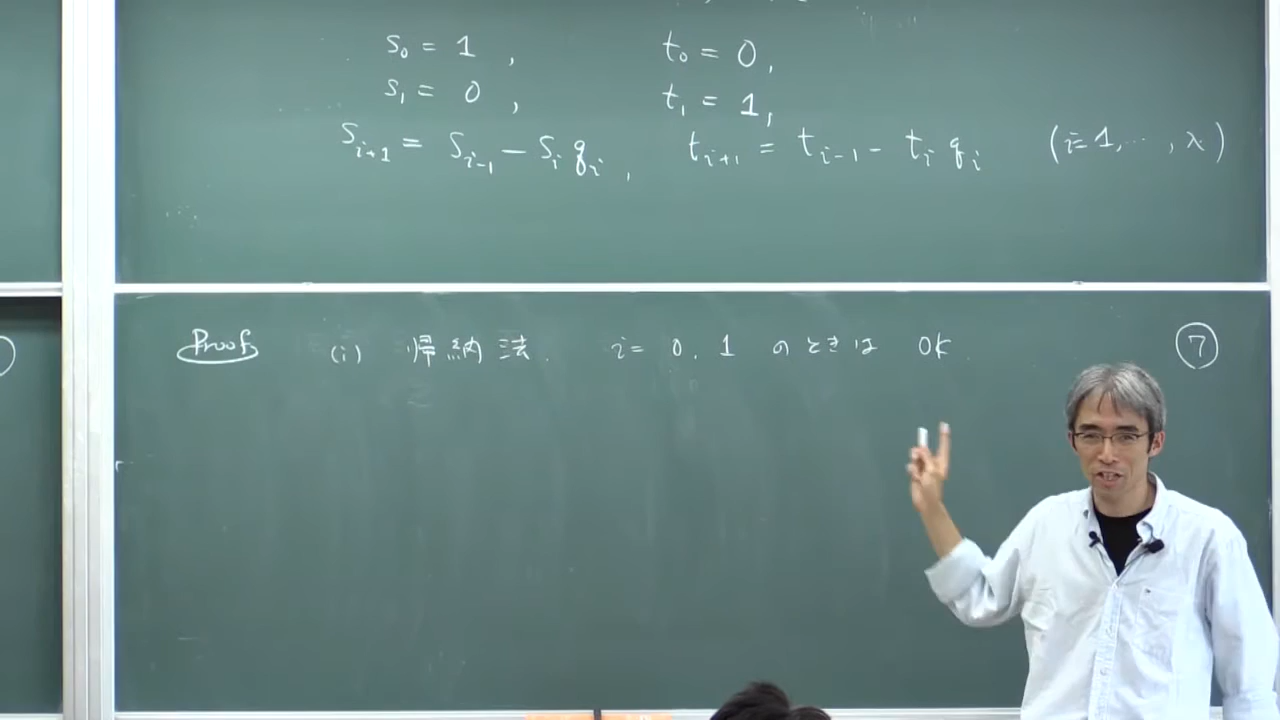 s₀ = 1 , t₀ = 0,
s₁ = 0 , t₁ = 1,
sᵢ₊₁ = sᵢ₋₁ − sᵢ qᵢ , tᵢ₊₁ = tᵢ₋₁ − tᵢ qᵢ (i=1,…, λ)
Proof (i) 帰納法. i = 0, 1 のときは OK ⑦